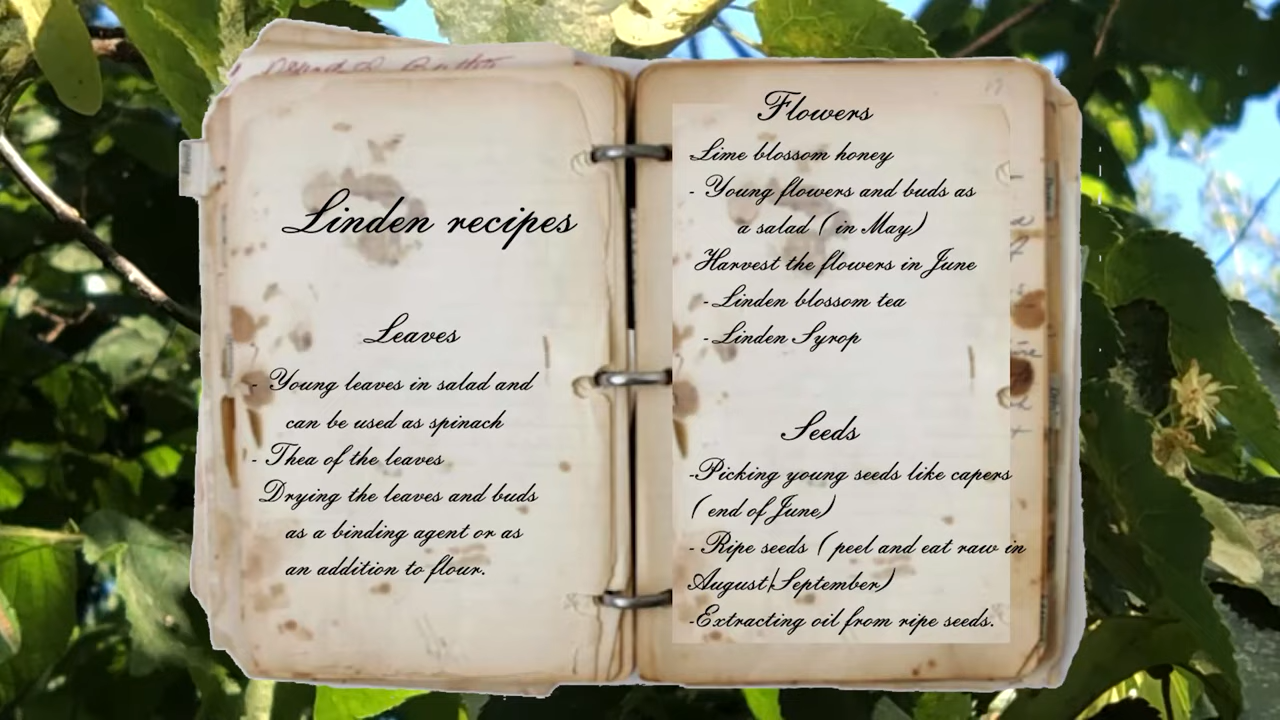 Linden recipes
Leaves
- Young leaves in salad and
can be used as spinach
- Thea of the leaves
Drying the leaves and buds
as a binding agent or as
an addition to flour.
Flowers
Lime blossom honey
- Young flowers and buds as
a salad ( in May)
Harvest the flowers in June
- Linden blossom tea
- Linden Syrop
Seeds
-Picking young seeds like capers
( end of June)
- Ripe seeds ( peel and eat raw in
August/September)
-Extracting oil from ripe seeds.